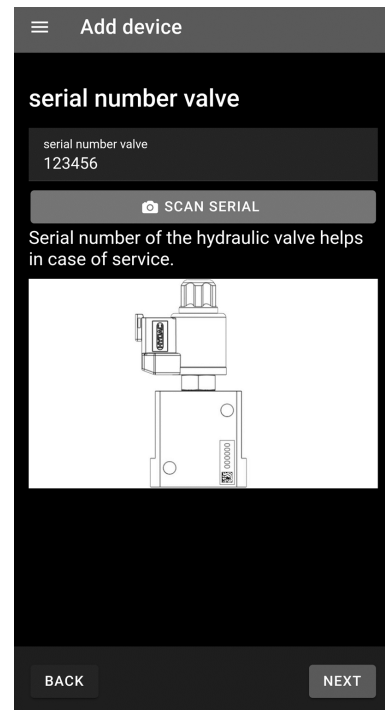 Add device
serial number valve
serial number valve
123456
SCAN SERIAL
Serial number of the hydraulic valve helps
in case of service.
HYDAC
000000
BACK
NEXT